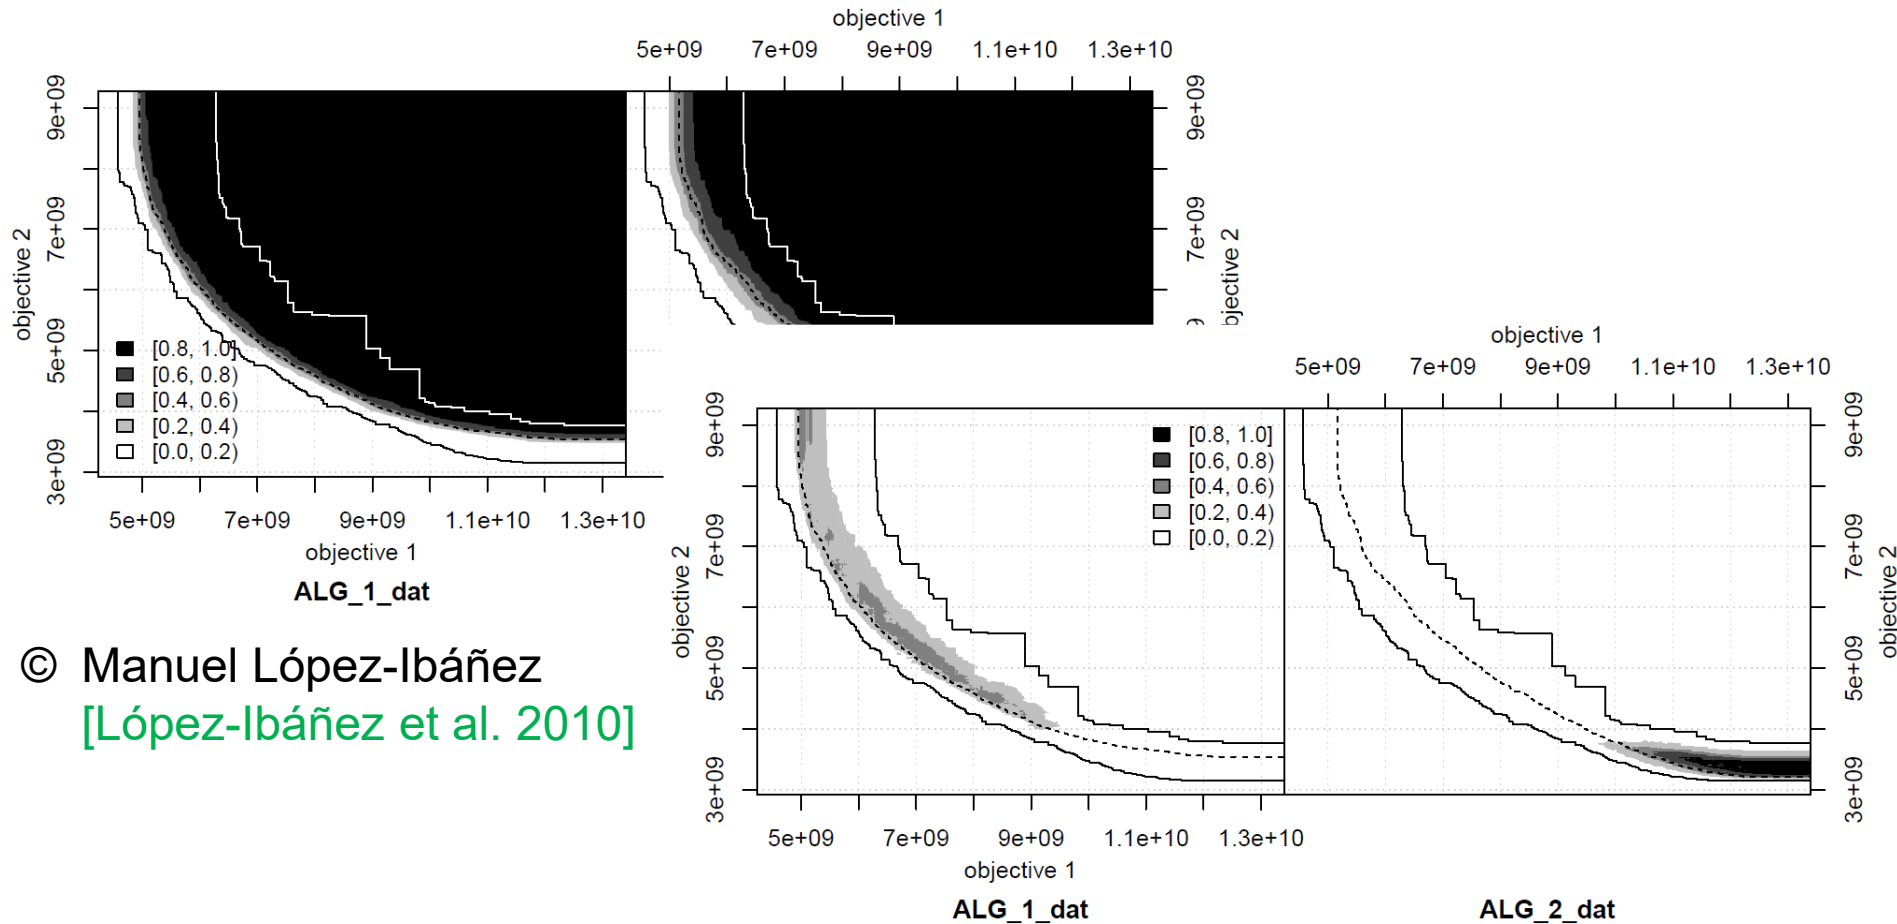 objective 1
5e+09 7e+09 9e+09 1.1e+10 1.3e+10
objective 2
3e+09 5e+09 7e+09 9e+09
[0.8, 1.0]
[0.6, 0.8)
[0.4, 0.6)
[0.2, 0.4)
[0.0, 0.2)
5e+09 7e+09 9e+09 1.1e+10 1.3e+10
objective 1
ALG_1_dat
7e+09 9e+09
objective 2
© Manuel López-Ibáñez
[López-Ibáñez et al. 2010]
objective 2
3e+09 5e+09 7e+09 9e+09
[0.8, 1.0]
[0.6, 0.8)
[0.4, 0.6)
[0.2, 0.4)
[0.0, 0.2)
5e+09 7e+09 9e+09 1.1e+10 1.3e+10
objective 1
ALG_1_dat
objective 1
5e+09 7e+09 9e+09 1.1e+10 1.3e+10
3e+09 5e+09 7e+09 9e+09
objective 2
ALG_2_dat